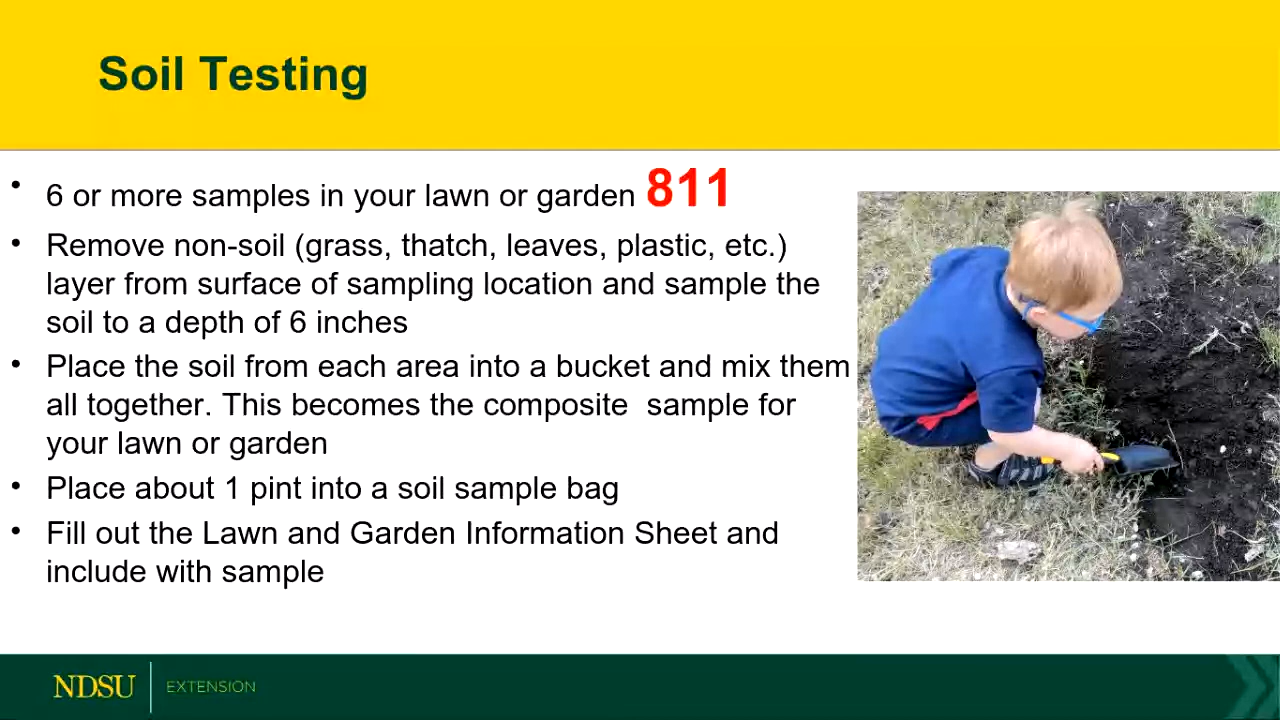 Soil Testing
• 6 or more samples in your lawn or garden 811
• Remove non-soil (grass, thatch, leaves, plastic, etc.)
layer from surface of sampling location and sample the
soil to a depth of 6 inches
• Place the soil from each area into a bucket and mix them
all together. This becomes the composite  sample for
your lawn or garden
• Place about 1 pint into a soil sample bag
• Fill out the Lawn and Garden Information Sheet and
include with sample
NDSU EXTENSION